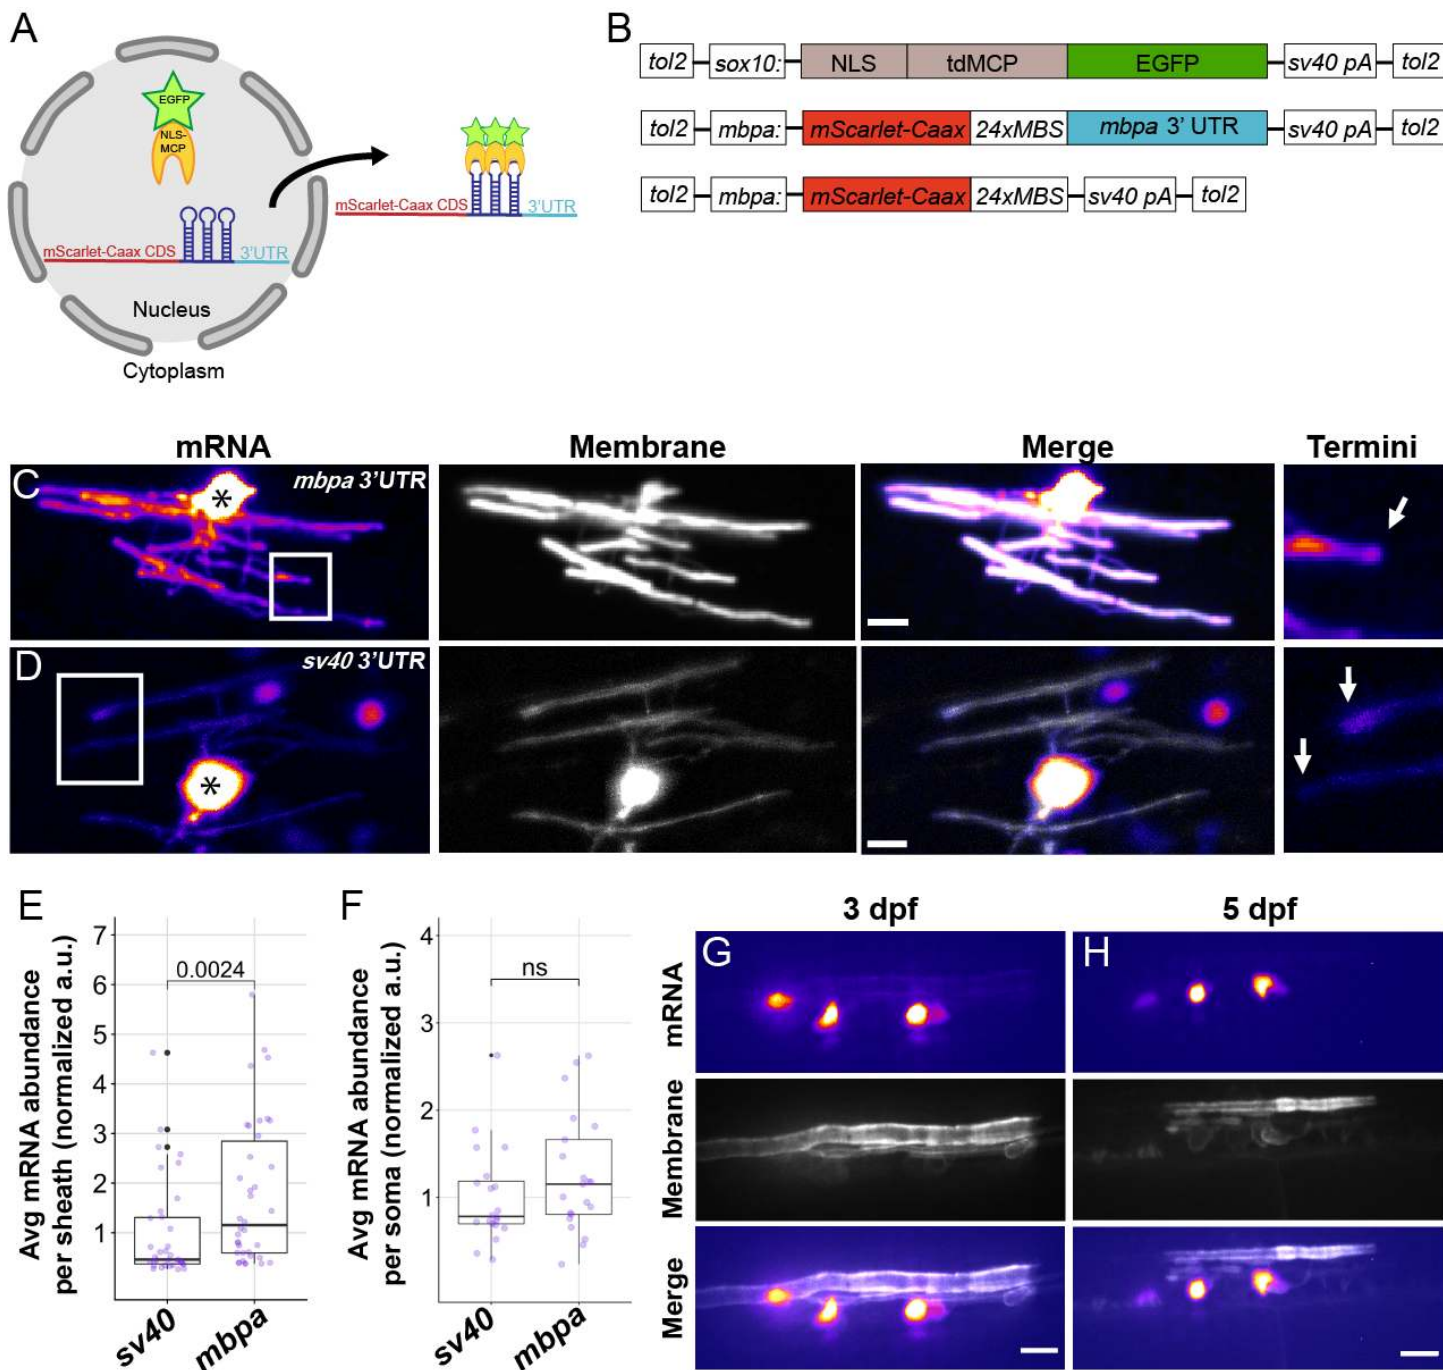 A
EGFP
NLS-
MCP
mScarlet-Caax CDS
3'UTR
mScarlet-Caax CDS
3'UTR
Nucleus
Cytoplasm
B
tol2 sox10: NLS tdMCP EGFP sv40 pA tol2
tol2 mbpa: mScarlet-Caax 24xMBS mbpa 3' UTR sv40 pA tol2
tol2 mbpa: mScarlet-Caax 24xMBS sv40 pA tol2
mRNA Membrane Merge Termini
C mbpa 3'UTR
*
D sv40 3'UTR
*
E
Avg mRNA abundance
per sheath (normalized a.u.)
7
6
5
4
3
2
1
0.0024
sv40 mbpa
F
Avg mRNA abundance
per soma (normalized a.u.)
4
3
2
1
ns
sv40 mbpa
3 dpf 5 dpf
G H
mRNA
Membrane
Merge